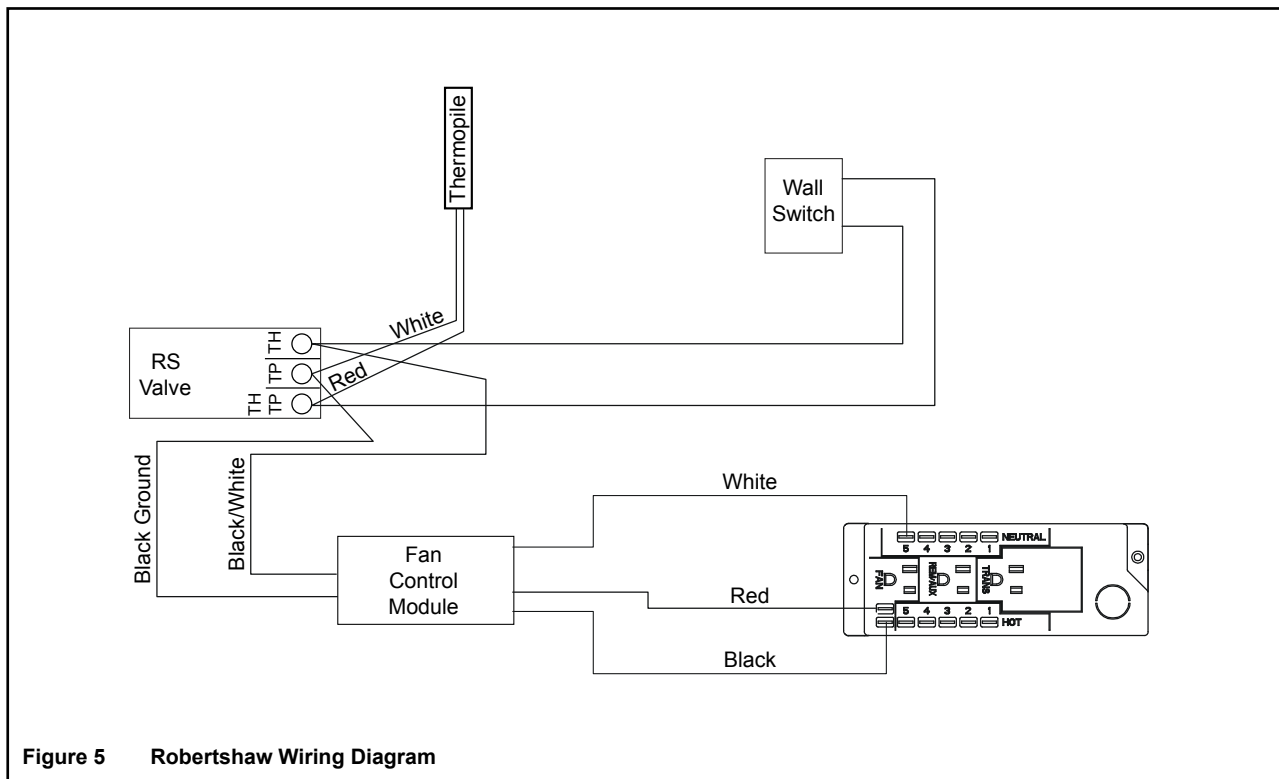 Thermopile
Wall
Switch
White
Red
RS
Valve
TH
TP
TH
TP
Black Ground
Black/White
Fan
Control
Module
White
Red
Black
5 4 3 2 1 NEUTRAL
FAN
REM/AUX
TRANS
5 4 3 2 1 HOT
Figure 5 Robertshaw Wiring Diagram